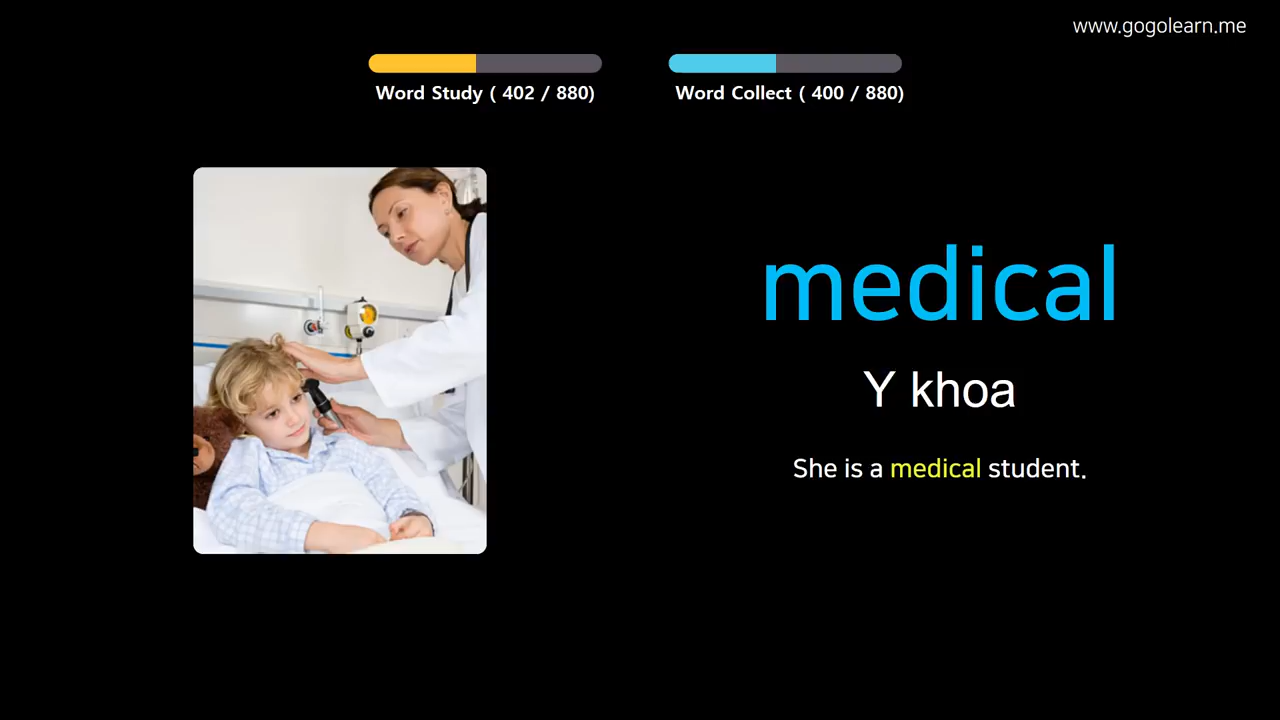 www.gogolearn.me
Word Study ( 402 / 880)
Word Collect ( 400 / 880)
medical
Y khoa
She is a medical student.